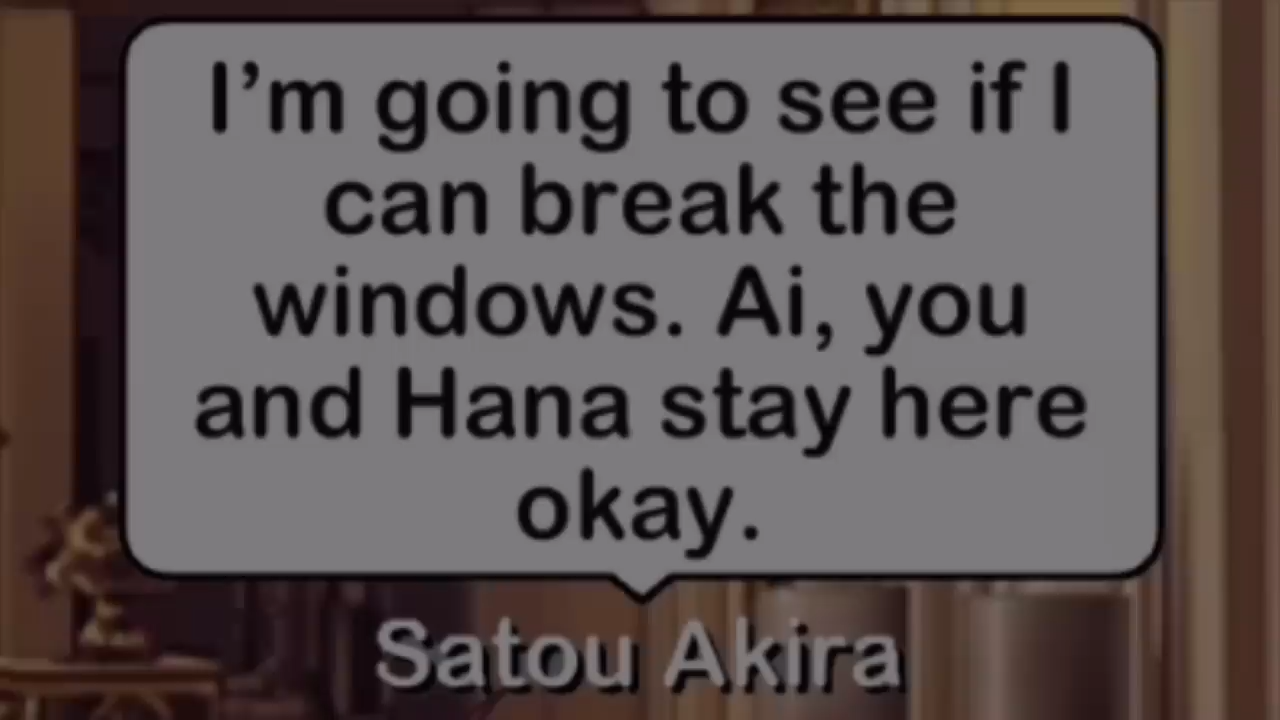 I’m going to see if I
can break the
windows. Ai, you
and Hana stay here
okay.
Satou Akira